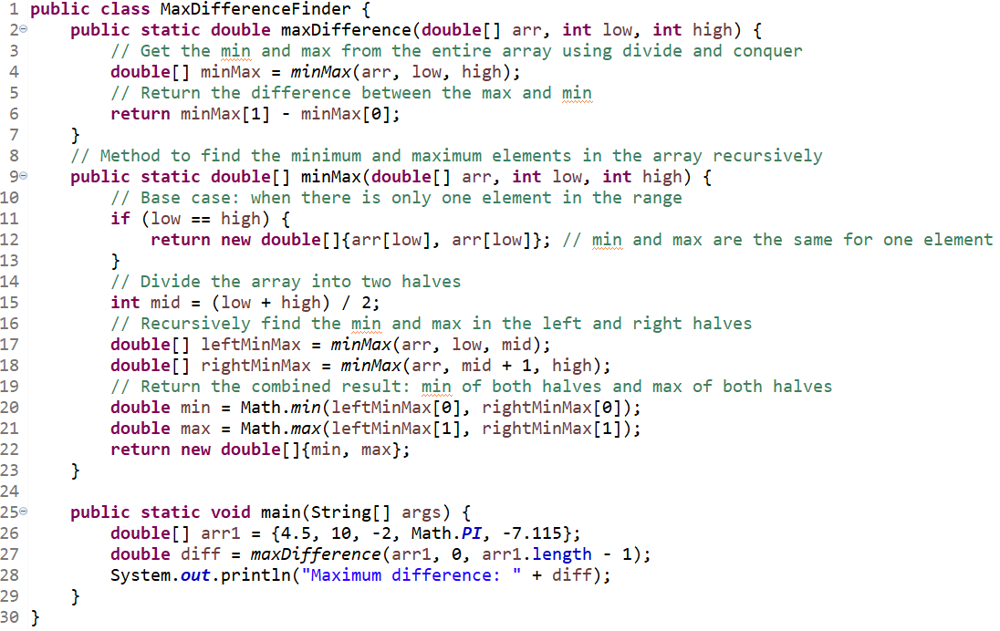 1 public class MaxDifferenceFinder {
2 public static double maxDifference(double[] arr, int low, int high) {
3 // Get the min and max from the entire array using divide and conquer
4 double[] minMax = minMax(arr, low, high);
5 // Return the difference between the max and min
6 return minMax[1] - minMax[0];
7 }
8 // Method to find the minimum and maximum elements in the array recursively
9 public static double[] minMax(double[] arr, int low, int high) {
10 // Base case: when there is only one element in the range
11 if (low == high) {
12 return new double[]{arr[low], arr[low]}; // min and max are the same for one element
13 }
14 // Divide the array into two halves
15 int mid = (low + high) / 2;
16 // Recursively find the min and max in the left and right halves
17 double[] leftMinMax = minMax(arr, low, mid);
18 double[] rightMinMax = minMax(arr, mid + 1, high);
19 // Return the combined result: min of both halves and max of both halves
20 double min = Math.min(leftMinMax[0], rightMinMax[0]);
21 double max = Math.max(leftMinMax[1], rightMinMax[1]);
22 return new double[]{min, max};
23 }
24
25 public static void main(String[] args) {
26 double[] arr1 = {4.5, 10, -2, Math.PI, -7.115};
27 double diff = maxDifference(arr1, 0, arr1.length - 1);
28 System.out.println("Maximum difference: " + diff);
29 }
30 }